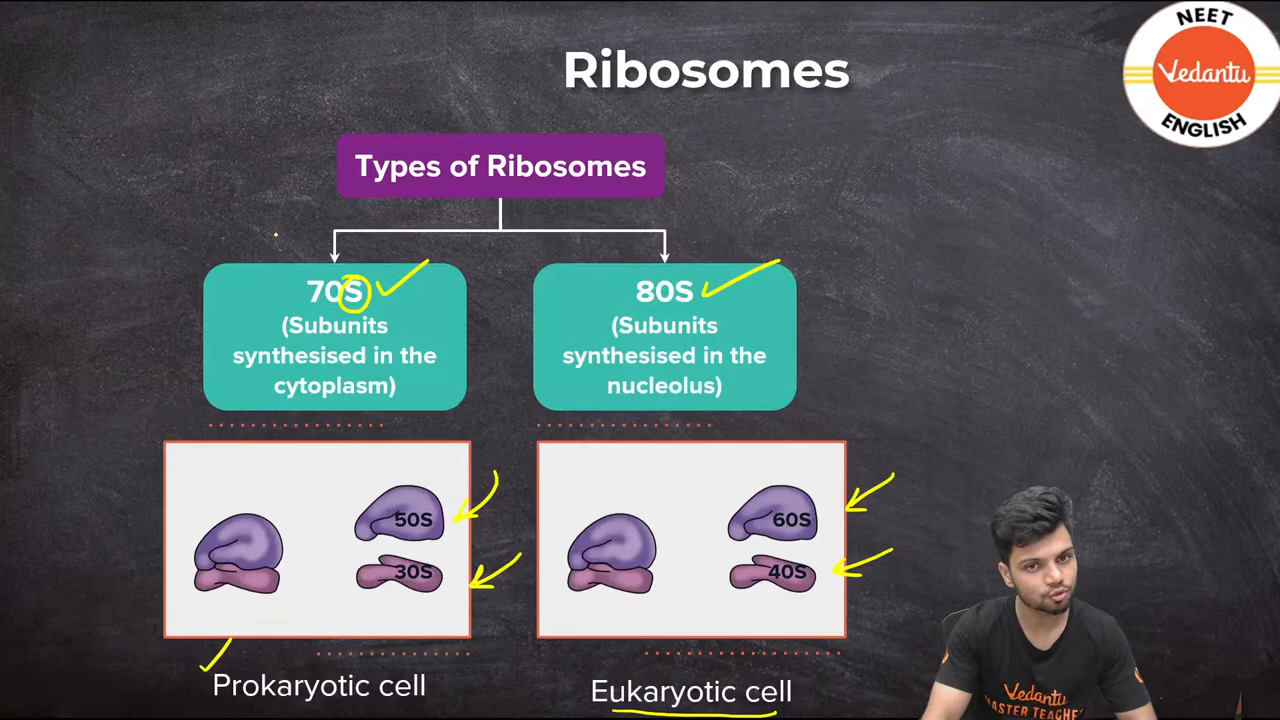 Ribosomes
NEET
Vedantu
ENGLISH
Types of Ribosomes
70S
(Subunits
synthesised in the
cytoplasm)
80S
(Subunits
synthesised in the
nucleolus)
50S
30S
60S
40S
Prokaryotic cell
Eukaryotic cell
Vedantu
MASTER TEACHER